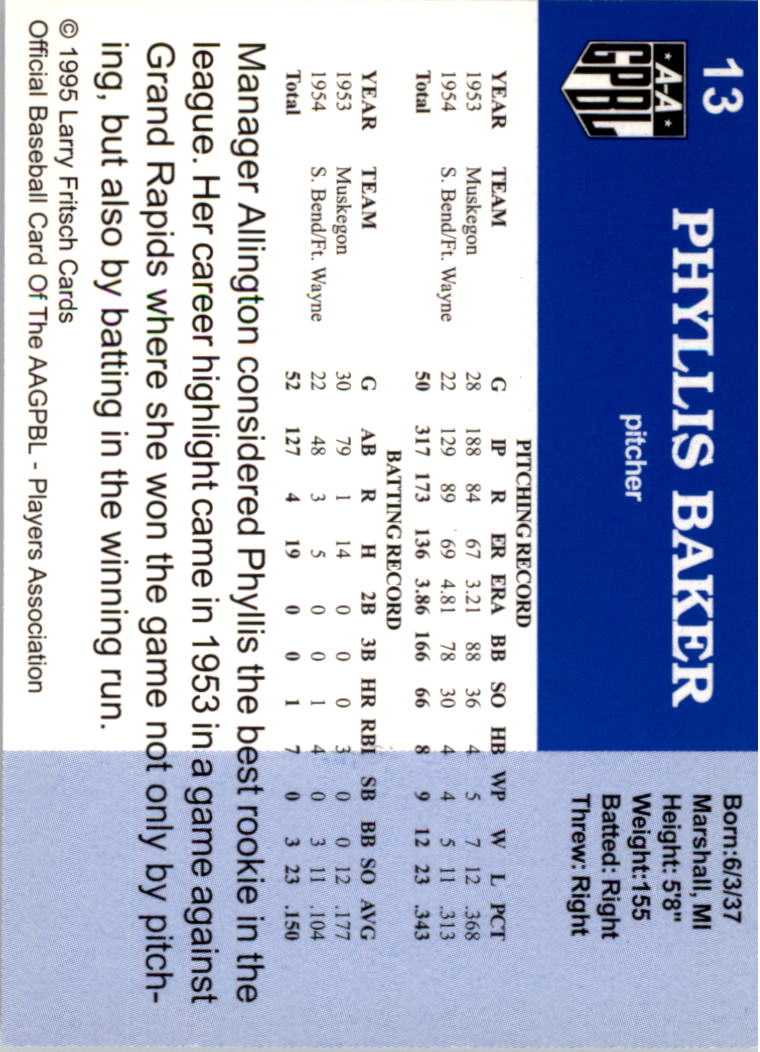 13
A-A
GPBL
PHYLLIS BAKER
pitcher
Born:6/3/37
Marshall, MI
Height: 5'8"
Weight:155
Batted: Right
Threw: Right
PITCHING RECORD
YEAR TEAM G IP R ER ERA BB SO HB WP W L PCT
1953 Muskegon 28 188 84 67 3.21 88 36 4 5 7 12 .368
1954 S. Bend/Ft. Wayne 22 129 89 69 4.81 78 30 4 4 5 11 .313
Total 50 317 173 136 3.86 166 66 8 9 12 23 .343
BATTING RECORD
YEAR TEAM G AB R H 2B 3B HR RBI SB BB SO AVG
1953 Muskegon 30 79 1 14 0 0 0 3 0 0 12 .177
1954 S. Bend/Ft. Wayne 22 48 3 5 0 0 1 4 0 3 11 .104
Total 52 127 4 19 0 0 1 7 0 3 23 .150
Manager Allington considered Phyllis the best rookie in the
league. Her career highlight came in 1953 in a game against
Grand Rapids where she won the game not only by pitch-
ing, but also by batting in the winning run.
© 1995 Larry Fritsch Cards
Official Baseball Card Of The AAGPBL - Players Association